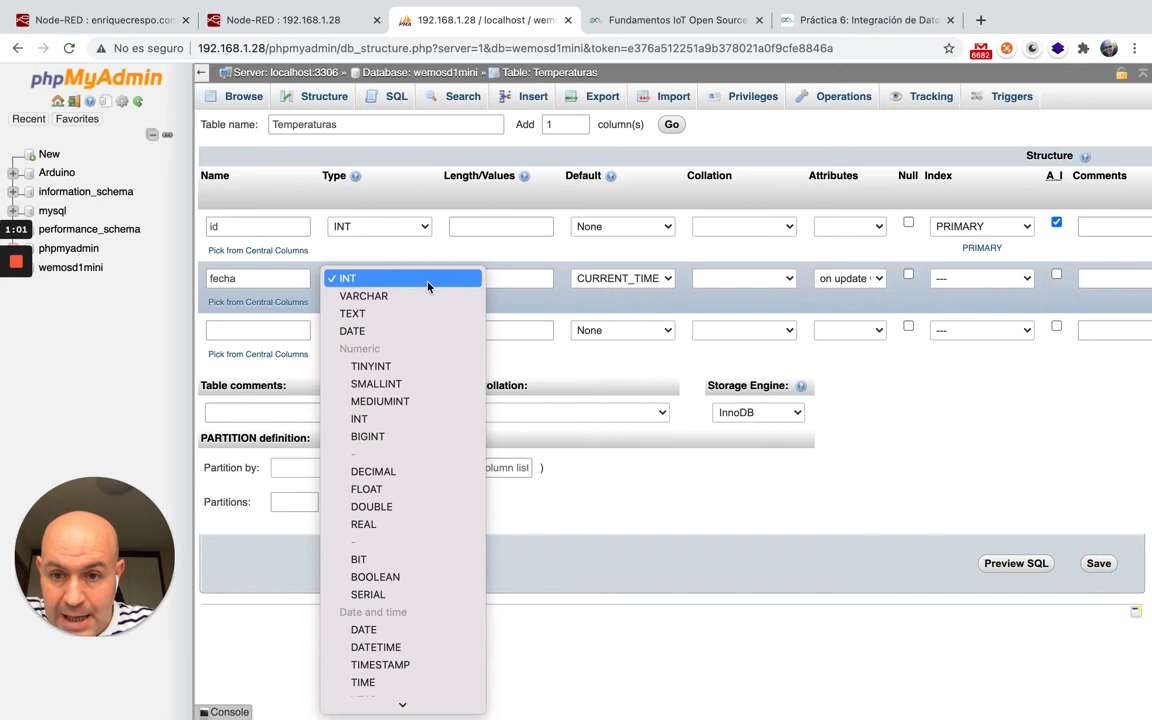 Node-RED : enriquecrespo.com:
Node-RED : 192.168.1.28
192.168.1.28 / localhost / wem
Fundamentos IoT Open Source
Práctica 6: Integración de Dato
No es seguro
192.168.1.28/phpmyadmin/db_structure.php?server=1&db=wemosd1mini&token=e376a512251a9b378021a0f9cfe8846a
6682
phpMyAdmin
Server: localhost:3306 » Database: wemosd1mini » Table: Temperaturas
Browse
Structure
SQL
Search
Insert
Export
Import
Privileges
Operations
Tracking
Triggers
Recent
Favorites
Table name:
Temperaturas
Add
1
column(s)
Go
New
Arduino
information_schema
mysql
performance_schema
phpmyadmin
wemosd1mini
1:01
Structure
Name
Type
Length/Values
Default
Collation
Attributes
Null
Index
A_I
Comments
id
INT
None
PRIMARY
Pick from Central Columns
PRIMARY
fecha
CURRENT_TIME
on update
---
Pick from Central Columns
None
---
Pick from Central Columns
INT
VARCHAR
TEXT
DATE
Numeric
TINYINT
SMALLINT
MEDIUMINT
INT
BIGINT
-
DECIMAL
FLOAT
DOUBLE
REAL
-
BIT
BOOLEAN
SERIAL
Date and time
DATE
DATETIME
TIMESTAMP
TIME
Table comments:
ollation:
Storage Engine:
InnoDB
PARTITION definition:
Partition by:
olumn list
)
Partitions:
Preview SQL
Save
Console